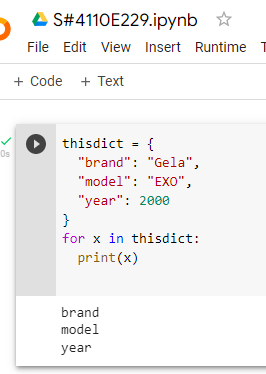 S#4110E229.ipynb
File Edit View Insert Runtime T
+ Code + Text
0s
thisdict = {
  "brand": "Gela",
  "model": "EXO",
  "year": 2000
}
for x in thisdict:
  print(x)
brand
model
year